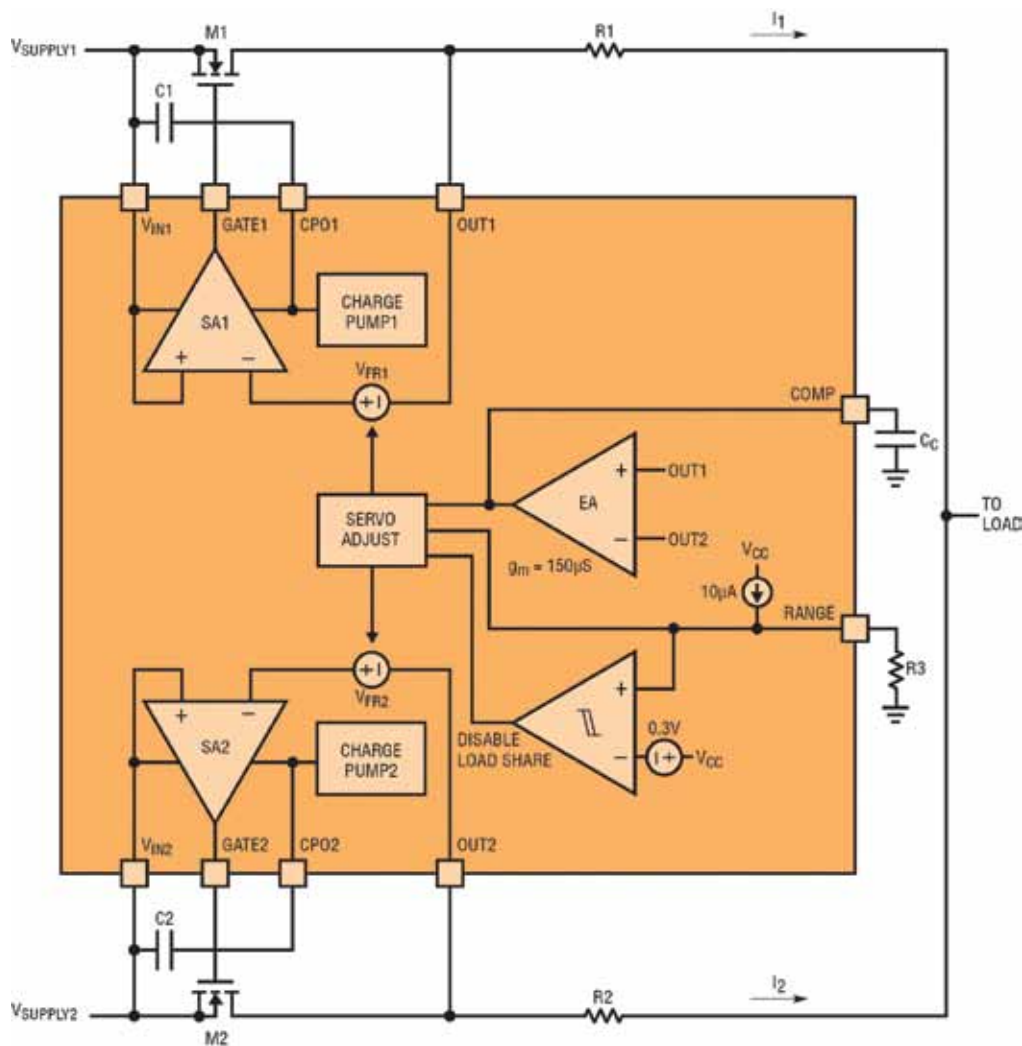 M1
I1
VSUPPLY1
R1
C1
VIN1
GATE1
CPO1
OUT1
SA1
+
−
CHARGE
PUMP1
VFR1
+ −
COMP
CC
SERVO
ADJUST
EA
+
−
OUT1
OUT2
gm = 150µS
TO
LOAD
VCC
10µA
RANGE
R3
+ −
VFR2
+
−
SA2
CHARGE
PUMP2
DISABLE
LOAD SHARE
+
−
0.3V
− +
VCC
VIN2
GATE2
CPO2
OUT2
C2
I2
VSUPPLY2
R2
M2